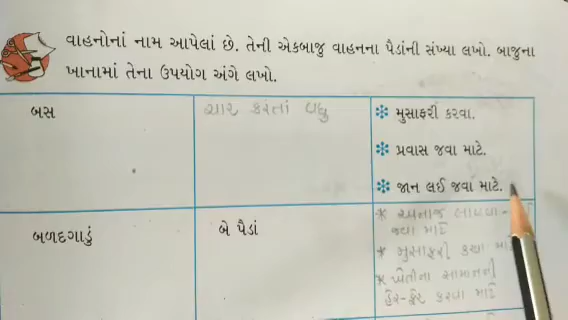 વાહનોનાં નામ આપેલાં છે. તેની એકબાજુ વાહનના પૈડાંની સંખ્યા લખો. બાજુના
ખાનામાં તેના ઉપયોગ અંગે લખો.
બસ
ચાર કરતાં વધુ
❇ મુસાફરી કરવા.
❇ પ્રવાસ જવા માટે.
❇ જાન લઈ જવા માટે.
બળદગાડું
બે પૈડાં
* અનાજ લાવવા-
જવા માટે
* મુસાફરી કરવા
* ખેતીના સામાનની
હેર-ફેર કરવા માટે